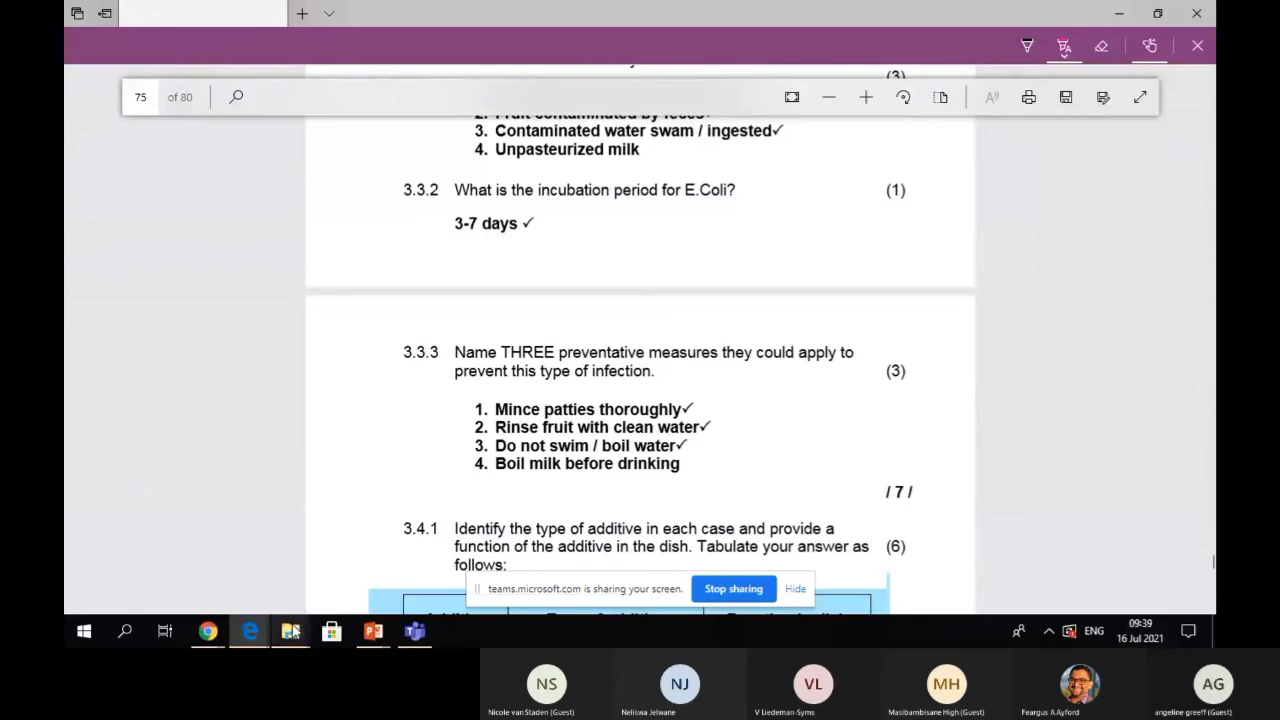 75 of 80
(3)
2. Fruit contaminated by feces
3. Contaminated water swam / ingested✓
4. Unpasteurized milk
3.3.2 What is the incubation period for E.Coli? (1)
3-7 days ✓
3.3.3 Name THREE preventative measures they could apply to
prevent this type of infection. (3)
1. Mince patties thoroughly✓
2. Rinse fruit with clean water✓
3. Do not swim / boil water✓
4. Boil milk before drinking
/ 7 /
3.4.1 Identify the type of additive in each case and provide a
function of the additive in the dish. Tabulate your answer as (6)
follows:
teams.microsoft.com is sharing your screen. Stop sharing Hide
ENG
09:39
16 Jul 2021
NS NJ VL MH AG
Nicole van Staden (Guest) Neliswa Jelwane V Liedeman-Syms Masibambisane High (Guest) Feargus A Ayford angeline greeff (Guest)